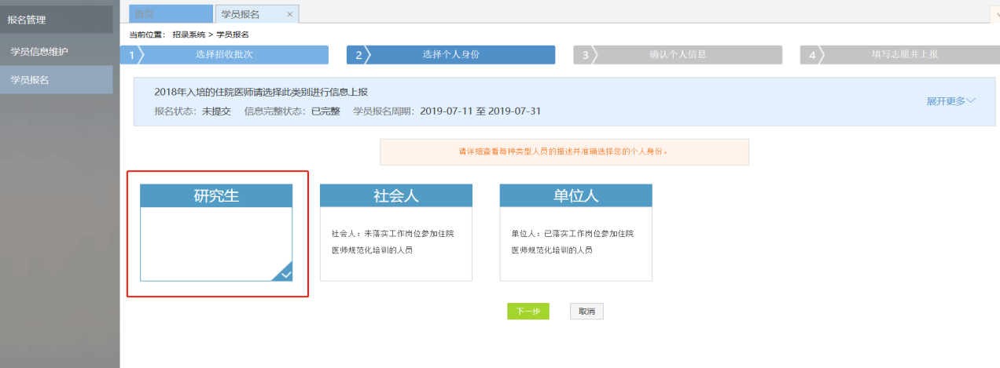 报名管理
学员信息维护
学员报名
首页
学员报名 ×
当前位置： 招录系统 > 学员报名
1 选择招收批次
2 选择个人身份
3 确认个人信息
4 填写志愿并上报
2018年入培的住院医师请选择此类别进行信息上报
报名状态：未提交 信息完整状态：已完整 学员报名周期：2019-07-11 至 2019-07-31
展开更多
请详细查看每种类型人员的描述并准确选择您的个人身份。
研究生
社会人
社会人：未落实工作岗位参加住院
医师规范化培训的人员
单位人
单位人：已落实工作岗位参加住院
医师规范化培训的人员
下一步
取消